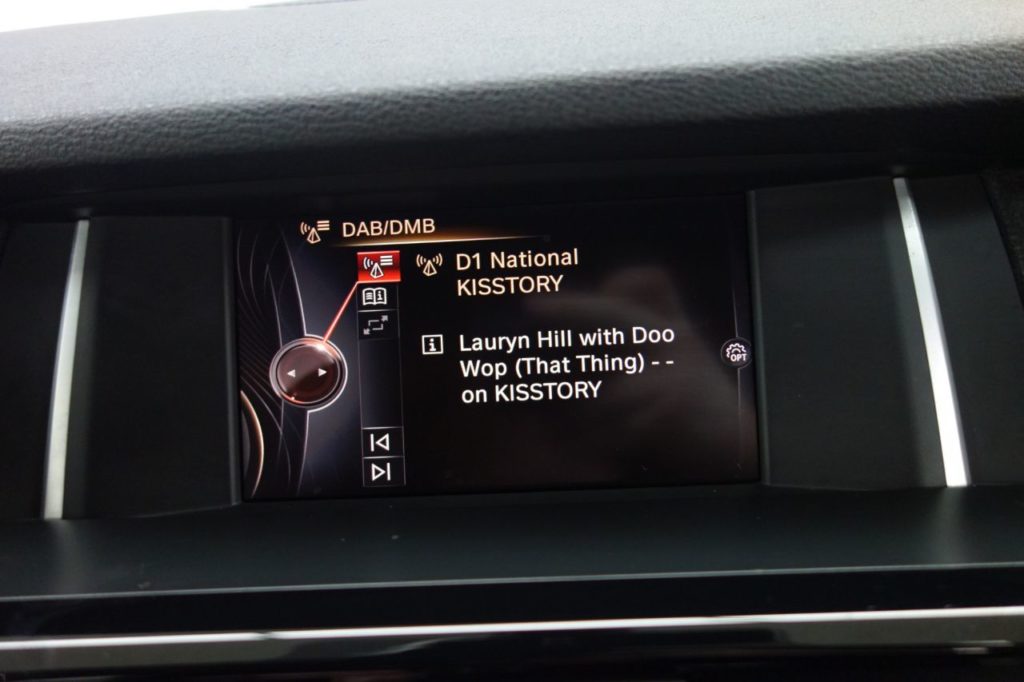 DAB/DMB
D1 National
KISSTORY
Lauryn Hill with Doo
Wop (That Thing) - -
on KISSTORY
OPT